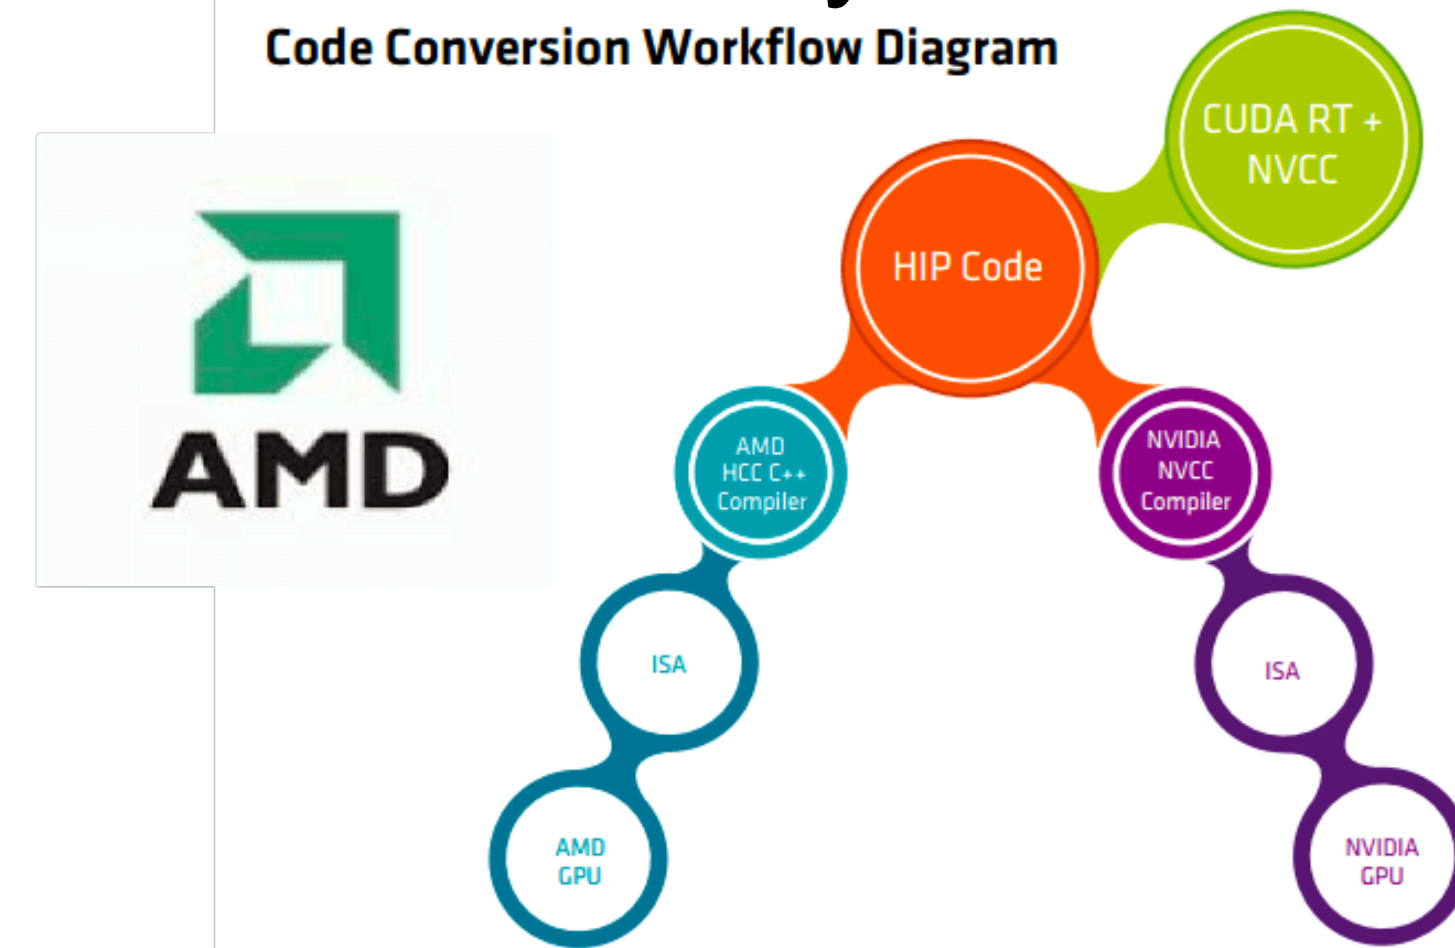 Code Conversion Workflow Diagram
CUDA RT +
NVCC
HIP Code
AMD
AMD
HCC C++
Compiler
NVIDIA
NVCC
Compiler
ISA
ISA
AMD
GPU
NVIDIA
GPU